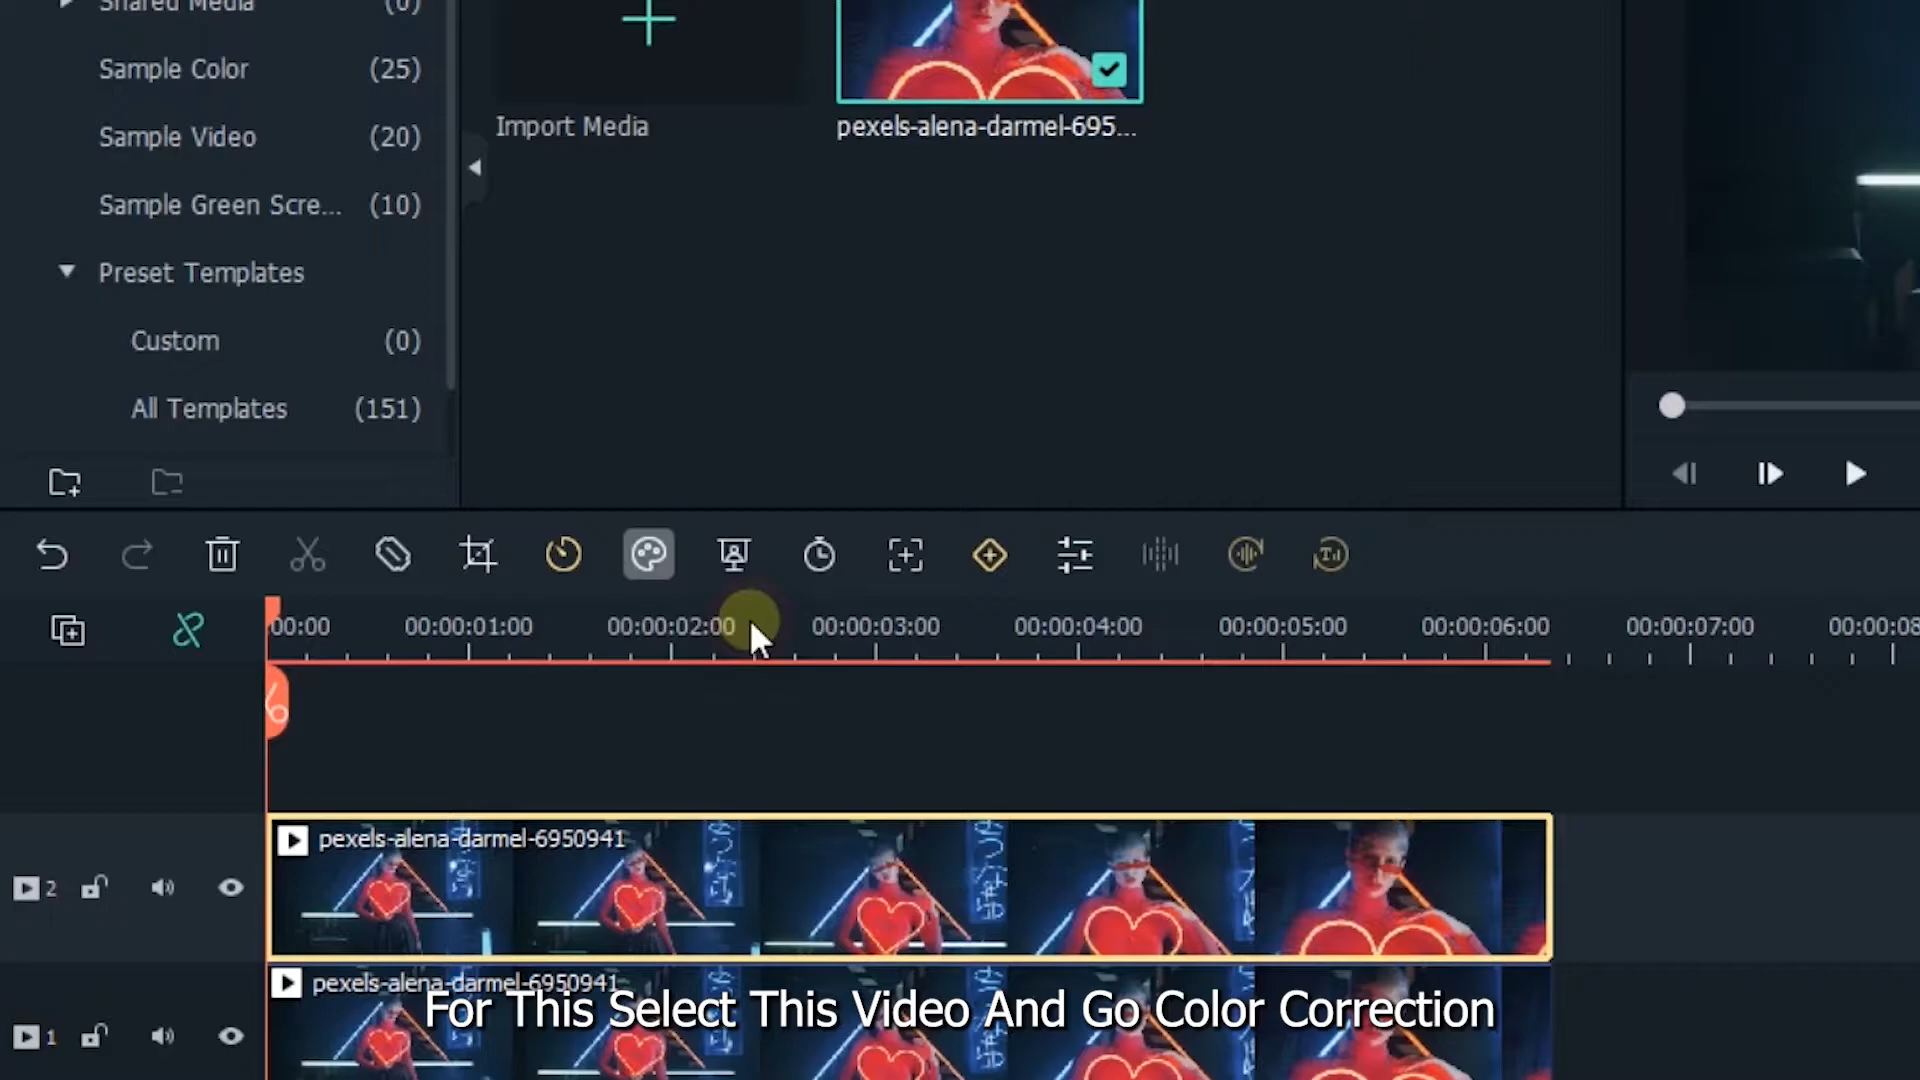 Shared Media (0)
Sample Color (25)
Sample Video (20)
Sample Green Scre... (10)
Preset Templates
Custom (0)
All Templates (151)
Import Media
pexels-alena-darmel-695...
00:00 00:00:01:00 00:00:02:00 00:00:03:00 00:00:04:00 00:00:05:00 00:00:06:00 00:00:07:00 00:00:08
pexels-alena-darmel-6950941
2
pexels-alena-darmel-6950941
For This Select This Video And Go Color Correction
1